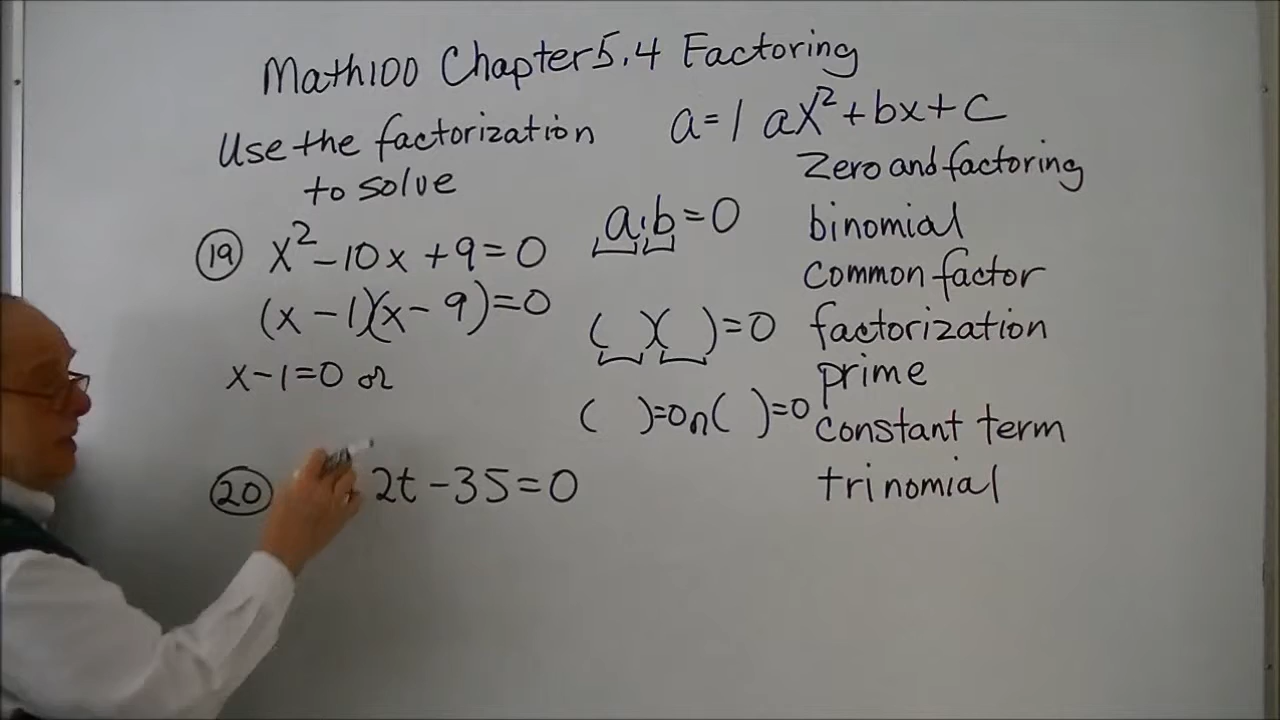 Math100 Chapter 5.4 Factoring
Use the factorization
to solve
a=1 ax²+bx+c
Zero and factoring
binomial
common factor
factorization
prime
constant term
trinomial
a·b=0
( )( )=0
( )=0 or ( )=0
19 x²-10x+9=0
(x-1)(x-9)=0
x-1=0 or
20 2t-35=0